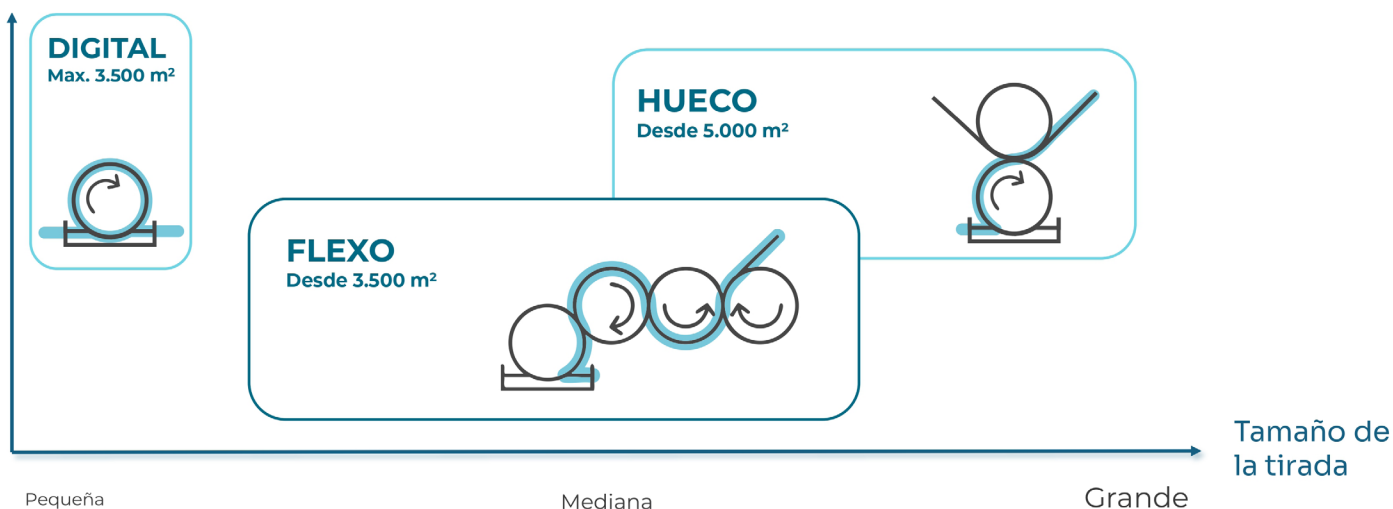 DIGITAL
Max. 3.500 m²
HUECO
Desde 5.000 m²
FLEXO
Desde 3.500 m²
Tamaño de
la tirada
Pequeña
Mediana
Grande